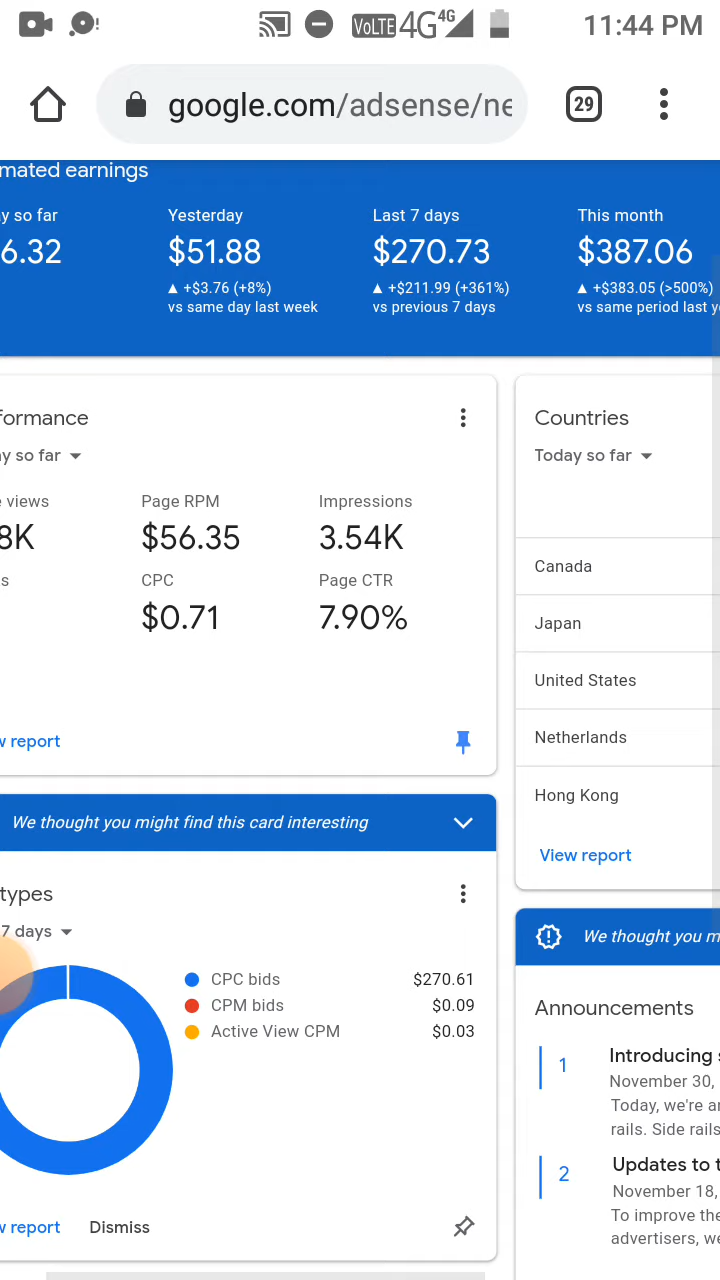 VoLTE 4G 4G 11:44 PM
google.com/adsense/ne
29
mated earnings
y so far Yesterday Last 7 days This month
6.32 $51.88 $270.73 $387.06
▲ +$3.76 (+8%) ▲ +$211.99 (+361%) ▲ +$383.05 (>500%)
vs same day last week vs previous 7 days vs same period last y
formance
y so far
views Page RPM Impressions
8K $56.35 3.54K
s CPC Page CTR
$0.71 7.90%
w report
Countries
Today so far
Canada
Japan
United States
Netherlands
Hong Kong
View report
We thought you might find this card interesting
types
7 days
CPC bids $270.61
CPM bids $0.09
Active View CPM $0.03
w report Dismiss
We thought you m
Announcements
1 Introducing s
November 30,
Today, we're an
rails. Side rails
2 Updates to t
November 18,
To improve the
advertisers, we